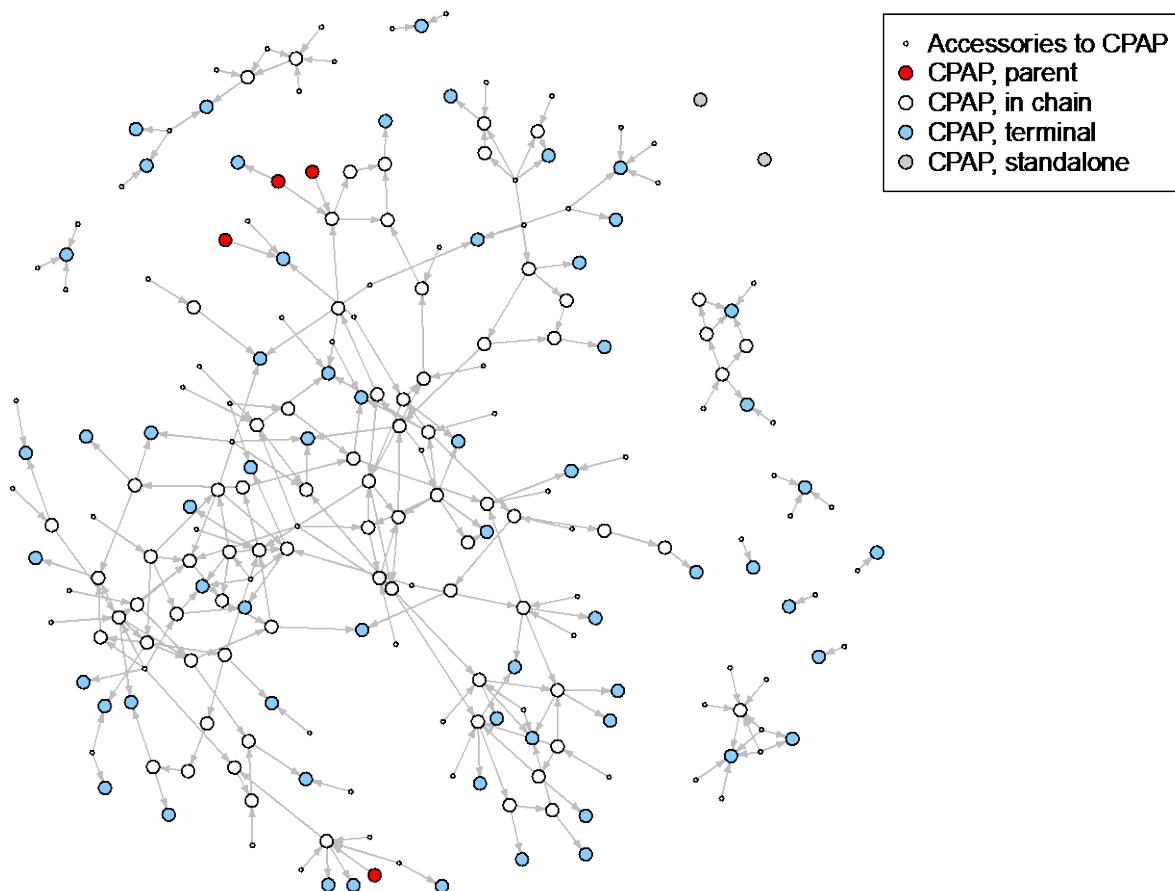 Accessories to CPAP
CPAP, parent
CPAP, in chain
CPAP, terminal
CPAP, standalone